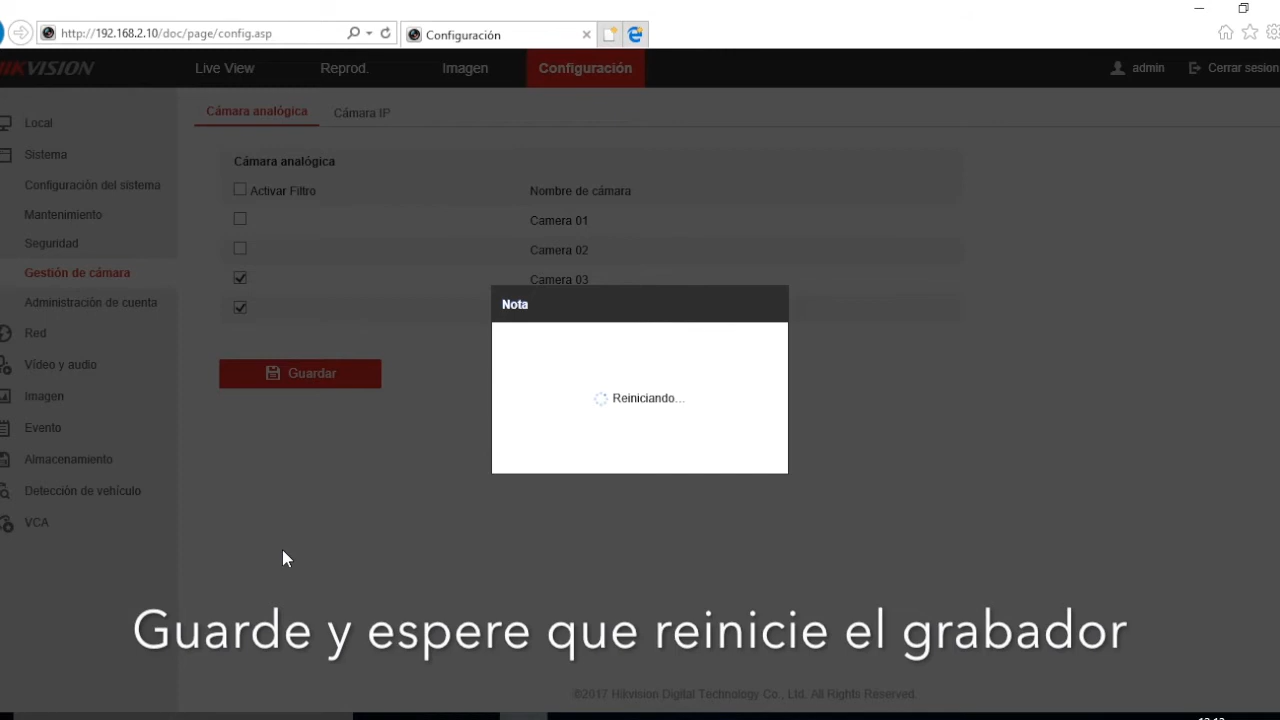 http://192.168.2.10/doc/page/config.asp
Configuración
HIKVISION
Live View
Reprod.
Imagen
Configuración
admin
Cerrar sesion
Local
Sistema
Configuración del sistema
Mantenimiento
Seguridad
Gestión de cámara
Administración de cuenta
Red
Vídeo y audio
Imagen
Evento
Almacenamiento
Detección de vehículo
VCA
Cámara analógica
Cámara IP
Cámara analógica
Activar Filtro
Nombre de cámara
Camera 01
Camera 02
Camera 03
Guardar
Nota
Reiniciando...
Guarde y espere que reinicie el grabador
©2017 Hikvision Digital Technology Co., Ltd. All Rights Reserved.